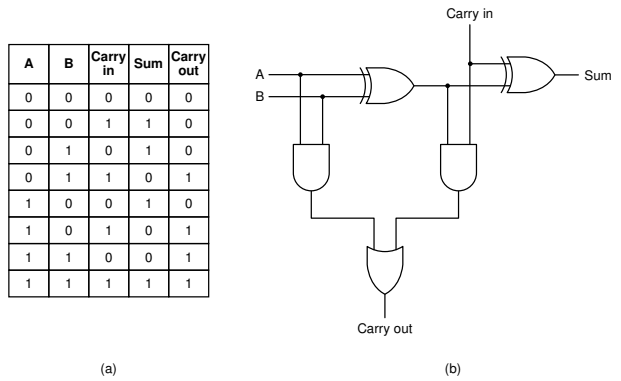 A B Carry in Sum Carry out
0 0 0 0 0
0 0 1 1 0
0 1 0 1 0
0 1 1 0 1
1 0 0 1 0
1 0 1 0 1
1 1 0 0 1
1 1 1 1 1
(a)
Carry in
A
B
Sum
Carry out
(b)